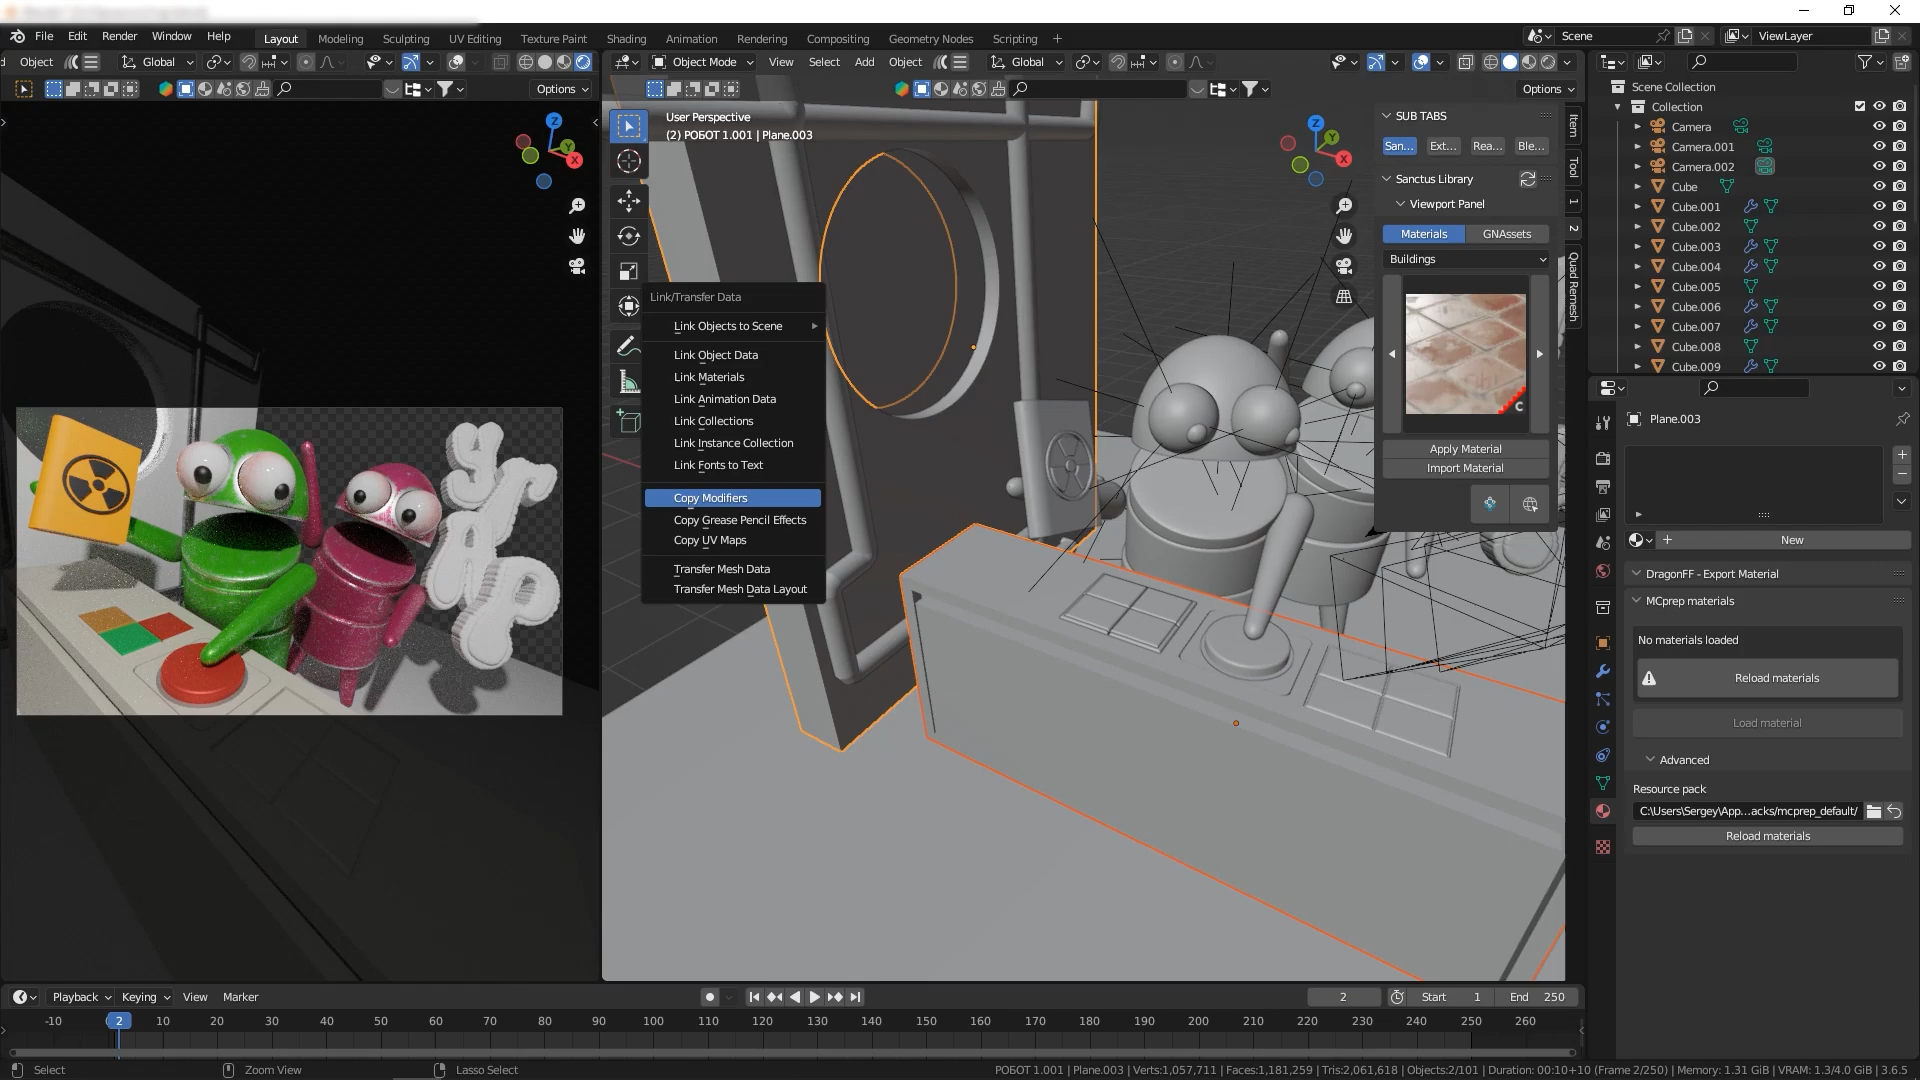 File Edit Render Window Help
Layout Modeling Sculpting UV Editing Texture Paint Shading Animation Rendering Compositing Geometry Nodes Scripting +
Scene
ViewLayer
Object Global
Object Mode View Select Add Object Global
Options
Options
User Perspective
(2) РОБОТ 1.001 | Plane.003
Z
Y
X
Z
Y
X
Link/Transfer Data
Link Objects to Scene
Link Object Data
Link Materials
Link Animation Data
Link Collections
Link Instance Collection
Link Fonts to Text
Copy Modifiers
Copy Grease Pencil Effects
Copy UV Maps
Transfer Mesh Data
Transfer Mesh Data Layout
SUB TABS
San... Ext... Rea... Ble...
Sanctus Library
Viewport Panel
Materials GNAssets
Buildings
C
Apply Material
Import Material
Item
Tool
1
2
Quad Remesh
Scene Collection
Collection
Camera
Camera.001
Camera.002
Cube
Cube.001
Cube.002
Cube.003
Cube.004
Cube.005
Cube.006
Cube.007
Cube.008
Cube.009
Plane.003
+
−
+ New
DragonFF - Export Material
MCprep materials
No materials loaded
Reload materials
Load material
Advanced
Resource pack
C:\Users\Sergey\App...acks/mcprep_default/
Reload materials
Playback Keying View Marker
2 Start 1 End 250
-10 0 2 10 20 30 40 50 60 70 80 90 100 110 120 130 140 150 160 170 180 190 200 210 220 230 240 250 260
Select Zoom View Lasso Select
РОБОТ 1.001 | Plane.003 | Verts:1,057,711 | Faces:1,181,259 | Tris:2,061,618 | Objects:2/101 | Duration: 00:10+10 (Frame 2/250) | Memory: 1.31 GiB | VRAM: 1.3/4.0 GiB | 3.6.5